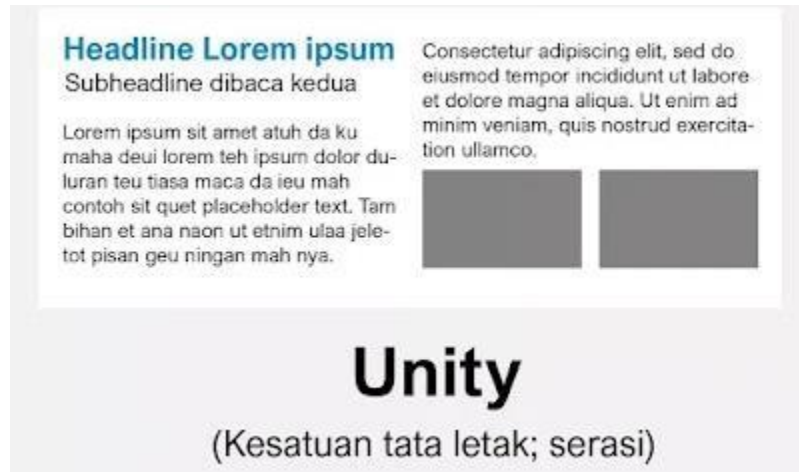 Headline Lorem ipsum
Subheadline dibaca kedua
Lorem ipsum sit amet atuh da ku
maha deui lorem teh ipsum dolor du-
luran teu tiasa maca da ieu mah
contoh sit quet placeholder text. Tam
bihan et ana naon ut etnim ulaa jele-
tot pisan geu ningan mah nya.
Consectetur adipiscing elit, sed do
eiusmod tempor incididunt ut labore
et dolore magna aliqua. Ut enim ad
minim veniam, quis nostrud exercita-
tion ullamco.
Unity
(Kesatuan tata letak; serasi)